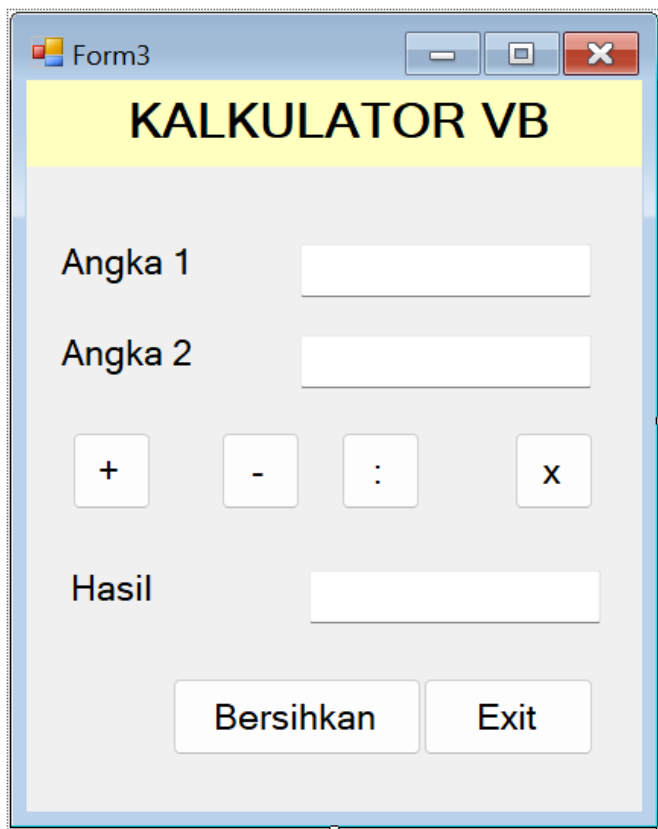 Form3
KALKULATOR VB
Angka 1
Angka 2
+ - : x
Hasil
Bersihkan Exit